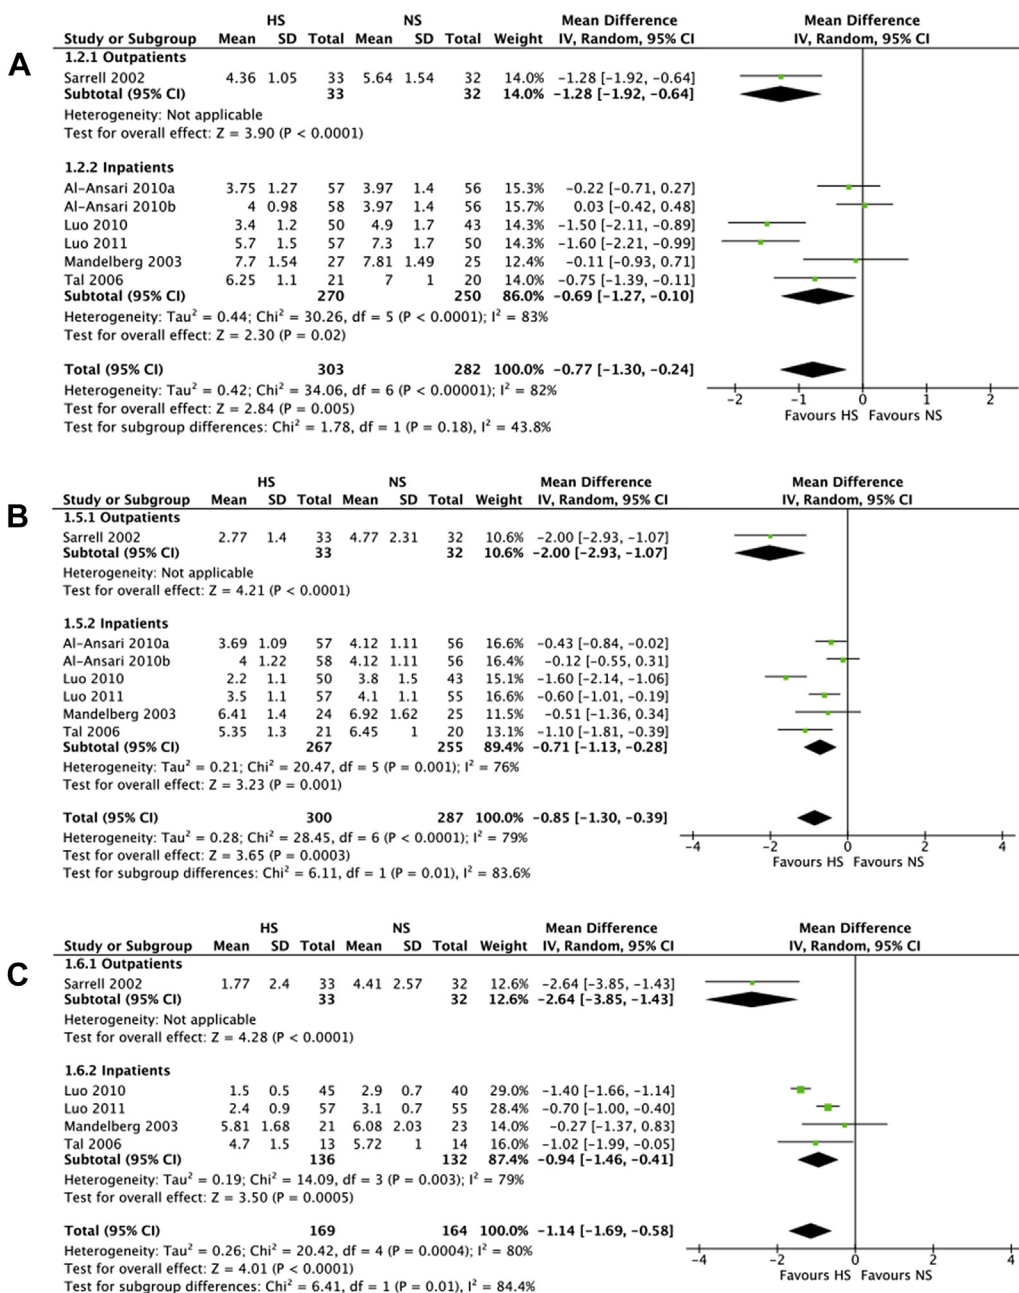 A
HS NS Mean Difference Mean Difference
Study or Subgroup Mean SD Total Mean SD Total Weight IV, Random, 95% CI IV, Random, 95% CI
1.2.1 Outpatients
Sarrell 2002 4.36 1.05 33 5.64 1.54 32 14.0% −1.28 [−1.92, −0.64]
Subtotal (95% CI) 33 32 14.0% −1.28 [−1.92, −0.64]
Heterogeneity: Not applicable
Test for overall effect: Z = 3.90 (P < 0.0001)
1.2.2 Inpatients
Al-Ansari 2010a 3.75 1.27 57 3.97 1.4 56 15.3% −0.22 [−0.71, 0.27]
Al-Ansari 2010b 4 0.98 58 3.97 1.4 56 15.7% 0.03 [−0.42, 0.48]
Luo 2010 3.4 1.2 50 4.9 1.7 43 14.3% −1.50 [−2.11, −0.89]
Luo 2011 5.7 1.5 57 7.3 1.7 50 14.3% −1.60 [−2.21, −0.99]
Mandelberg 2003 7.7 1.54 27 7.81 1.49 25 12.4% −0.11 [−0.93, 0.71]
Tal 2006 6.25 1.1 21 7 1 20 14.0% −0.75 [−1.39, −0.11]
Subtotal (95% CI) 270 250 86.0% −0.69 [−1.27, −0.10]
Heterogeneity: Tau² = 0.44; Chi² = 30.26, df = 5 (P < 0.0001); I² = 83%
Test for overall effect: Z = 2.30 (P = 0.02)
Total (95% CI) 303 282 100.0% −0.77 [−1.30, −0.24]
Heterogeneity: Tau² = 0.42; Chi² = 34.06, df = 6 (P < 0.00001); I² = 82%
Test for overall effect: Z = 2.84 (P = 0.005)
Test for subgroup differences: Chi² = 1.78, df = 1 (P = 0.18), I² = 43.8%
−2 −1 0 1 2
Favours HS Favours NS
B
HS NS Mean Difference Mean Difference
Study or Subgroup Mean SD Total Mean SD Total Weight IV, Random, 95% CI IV, Random, 95% CI
1.5.1 Outpatients
Sarrell 2002 2.77 1.4 33 4.77 2.31 32 10.6% −2.00 [−2.93, −1.07]
Subtotal (95% CI) 33 32 10.6% −2.00 [−2.93, −1.07]
Heterogeneity: Not applicable
Test for overall effect: Z = 4.21 (P < 0.0001)
1.5.2 Inpatients
Al-Ansari 2010a 3.69 1.09 57 4.12 1.11 56 16.6% −0.43 [−0.84, −0.02]
Al-Ansari 2010b 4 1.22 58 4.12 1.11 56 16.4% −0.12 [−0.55, 0.31]
Luo 2010 2.2 1.1 50 3.8 1.5 43 15.1% −1.60 [−2.14, −1.06]
Luo 2011 3.5 1.1 57 4.1 1.1 55 16.6% −0.60 [−1.01, −0.19]
Mandelberg 2003 6.41 1.4 24 6.92 1.62 25 11.5% −0.51 [−1.36, 0.34]
Tal 2006 5.35 1.3 21 6.45 1 20 13.1% −1.10 [−1.81, −0.39]
Subtotal (95% CI) 267 255 89.4% −0.71 [−1.13, −0.28]
Heterogeneity: Tau² = 0.21; Chi² = 20.47, df = 5 (P = 0.001); I² = 76%
Test for overall effect: Z = 3.23 (P = 0.001)
Total (95% CI) 300 287 100.0% −0.85 [−1.30, −0.39]
Heterogeneity: Tau² = 0.28; Chi² = 28.45, df = 6 (P < 0.0001); I² = 79%
Test for overall effect: Z = 3.65 (P = 0.0003)
Test for subgroup differences: Chi² = 6.11, df = 1 (P = 0.01), I² = 83.6%
−4 −2 0 2 4
Favours HS Favours NS
C
HS NS Mean Difference Mean Difference
Study or Subgroup Mean SD Total Mean SD Total Weight IV, Random, 95% CI IV, Random, 95% CI
1.6.1 Outpatients
Sarrell 2002 1.77 2.4 33 4.41 2.57 32 12.6% −2.64 [−3.85, −1.43]
Subtotal (95% CI) 33 32 12.6% −2.64 [−3.85, −1.43]
Heterogeneity: Not applicable
Test for overall effect: Z = 4.28 (P < 0.0001)
1.6.2 Inpatients
Luo 2010 1.5 0.5 45 2.9 0.7 40 29.0% −1.40 [−1.66, −1.14]
Luo 2011 2.4 0.9 57 3.1 0.7 55 28.4% −0.70 [−1.00, −0.40]
Mandelberg 2003 5.81 1.68 21 6.08 2.03 23 14.0% −0.27 [−1.37, 0.83]
Tal 2006 4.7 1.5 13 5.72 1 14 16.0% −1.02 [−1.99, −0.05]
Subtotal (95% CI) 136 132 87.4% −0.94 [−1.46, −0.41]
Heterogeneity: Tau² = 0.19; Chi² = 14.09, df = 3 (P = 0.003); I² = 79%
Test for overall effect: Z = 3.50 (P = 0.0005)
Total (95% CI) 169 164 100.0% −1.14 [−1.69, −0.58]
Heterogeneity: Tau² = 0.26; Chi² = 20.42, df = 4 (P = 0.0004); I² = 80%
Test for overall effect: Z = 4.01 (P < 0.0001)
Test for subgroup differences: Chi² = 6.41, df = 1 (P = 0.01), I² = 84.4%
−4 −2 0 2 4
Favours HS Favours NS